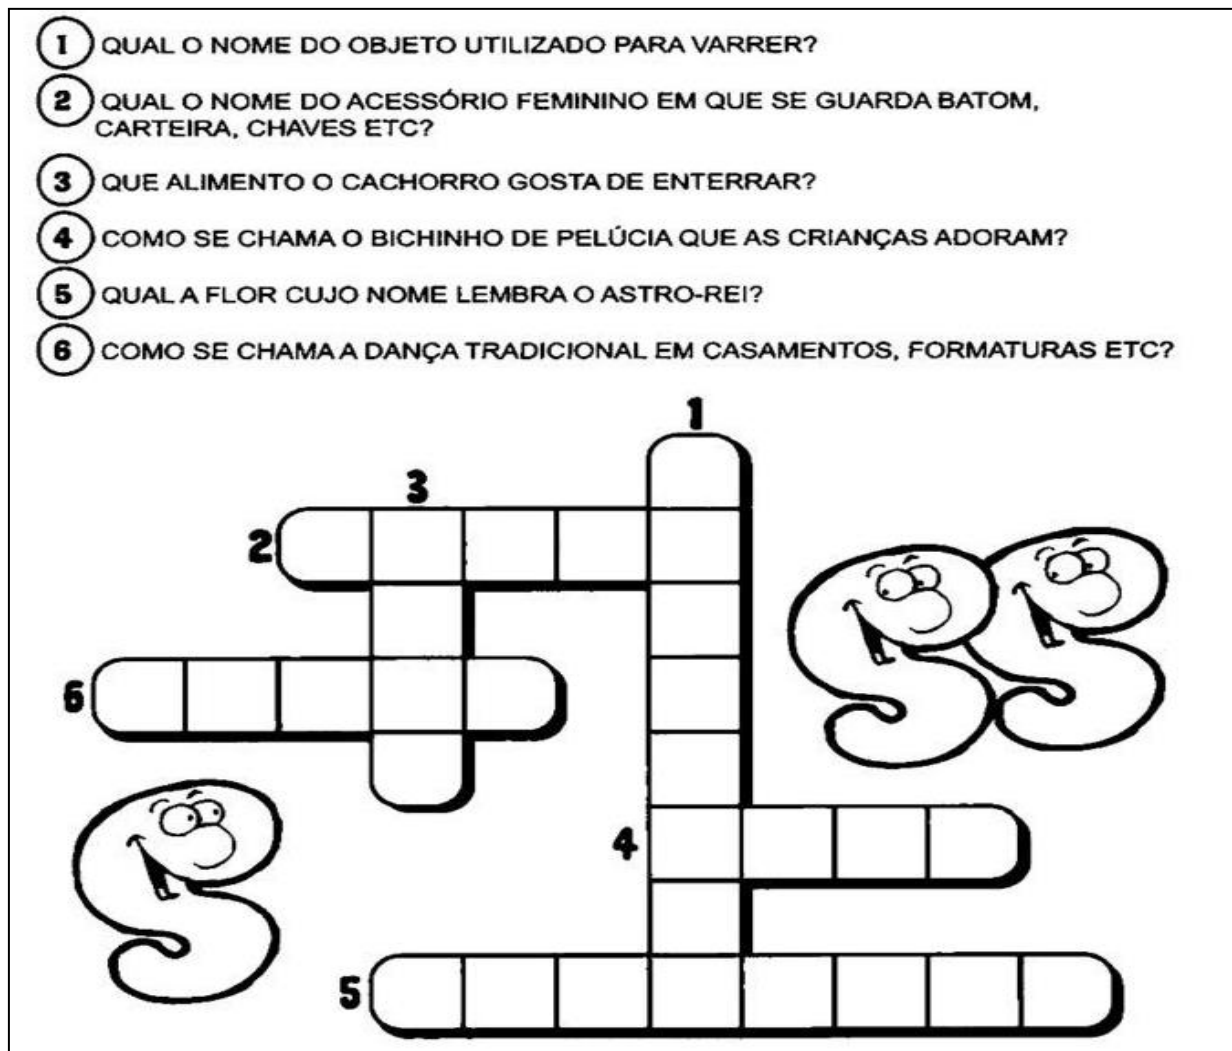 1 QUAL O NOME DO OBJETO UTILIZADO PARA VARRER?
2 QUAL O NOME DO ACESSÓRIO FEMININO EM QUE SE GUARDA BATOM,
CARTEIRA, CHAVES ETC?
3 QUE ALIMENTO O CACHORRO GOSTA DE ENTERRAR?
4 COMO SE CHAMA O BICHINHO DE PELÚCIA QUE AS CRIANÇAS ADORAM?
5 QUAL A FLOR CUJO NOME LEMBRA O ASTRO-REI?
6 COMO SE CHAMA A DANÇA TRADICIONAL EM CASAMENTOS, FORMATURAS ETC?
1
3
2
6
4
5